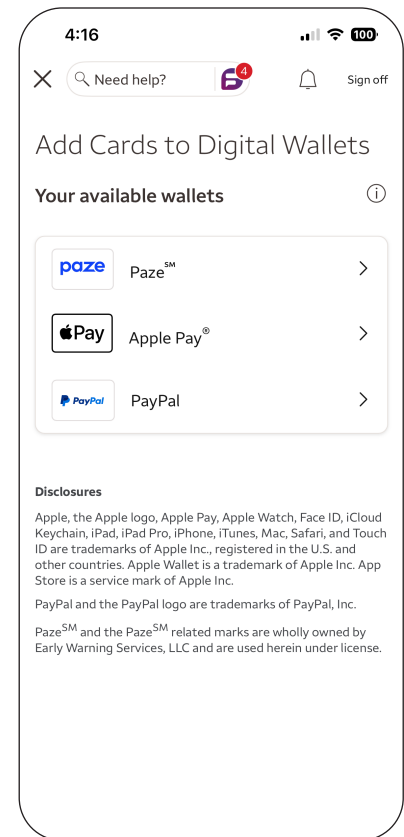 4:16
100
Need help?
4
Sign off
Add Cards to Digital Wallets
Your available wallets
paze
Paze℠
Pay
Apple Pay®
PayPal
PayPal
Disclosures
Apple, the Apple logo, Apple Pay, Apple Watch, Face ID, iCloud
Keychain, iPad, iPad Pro, iPhone, iTunes, Mac, Safari, and Touch
ID are trademarks of Apple Inc., registered in the U.S. and
other countries. Apple Wallet is a trademark of Apple Inc. App
Store is a service mark of Apple Inc.
PayPal and the PayPal logo are trademarks of PayPal, Inc.
Paze℠ and the Paze℠ related marks are wholly owned by
Early Warning Services, LLC and are used herein under license.